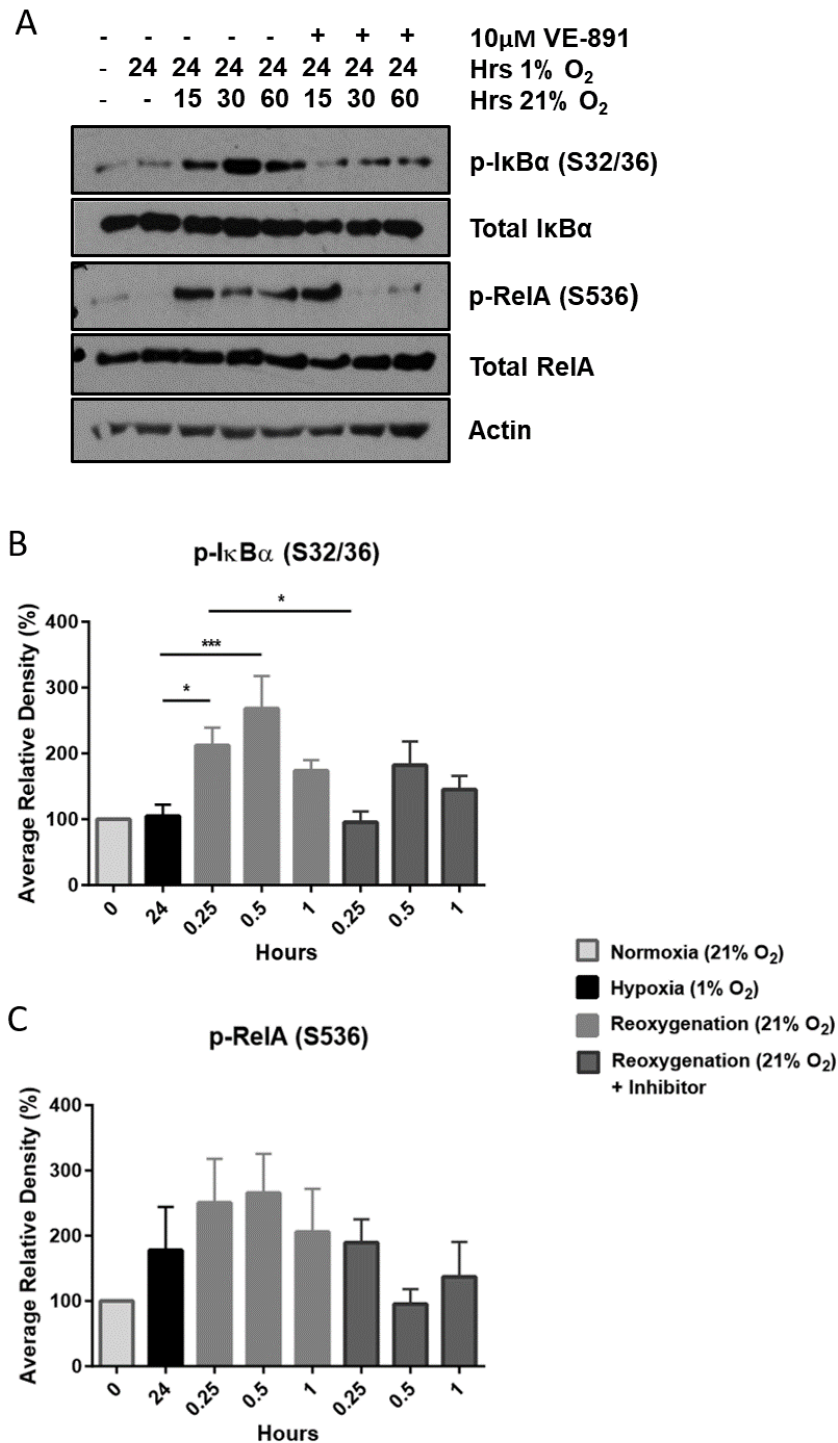 A
- - - - - + + + 10µM VE-891
- 24 24 24 24 24 24 24 Hrs 1% O₂
- - 15 30 60 15 30 60 Hrs 21% O₂
p-IκBα (S32/36)
Total IκBα
p-RelA (S536)
Total RelA
Actin
B
p-IκBα (S32/36)
Average Relative Density (%)
400
300
200
100
0
*
***
*
0 24 0.25 0.5 1 0.25 0.5 1
Hours
Normoxia (21% O₂)
Hypoxia (1% O₂)
Reoxygenation (21% O₂)
Reoxygenation (21% O₂)
+ Inhibitor
C
p-RelA (S536)
Average Relative Density (%)
400
300
200
100
0
0 24 0.25 0.5 1 0.25 0.5 1
Hours